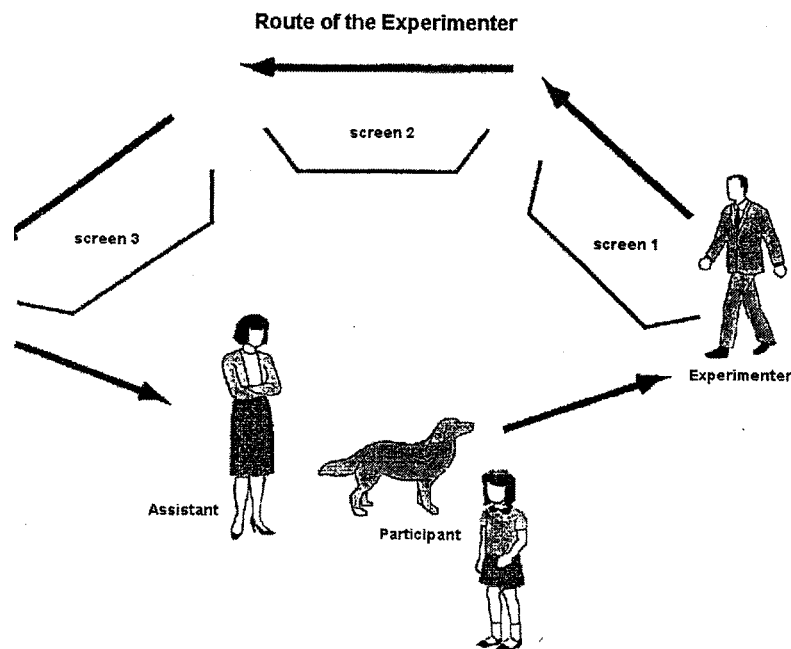 Route of the Experimenter
screen 2
screen 3
screen 1
Experimenter
Assistant
Participant